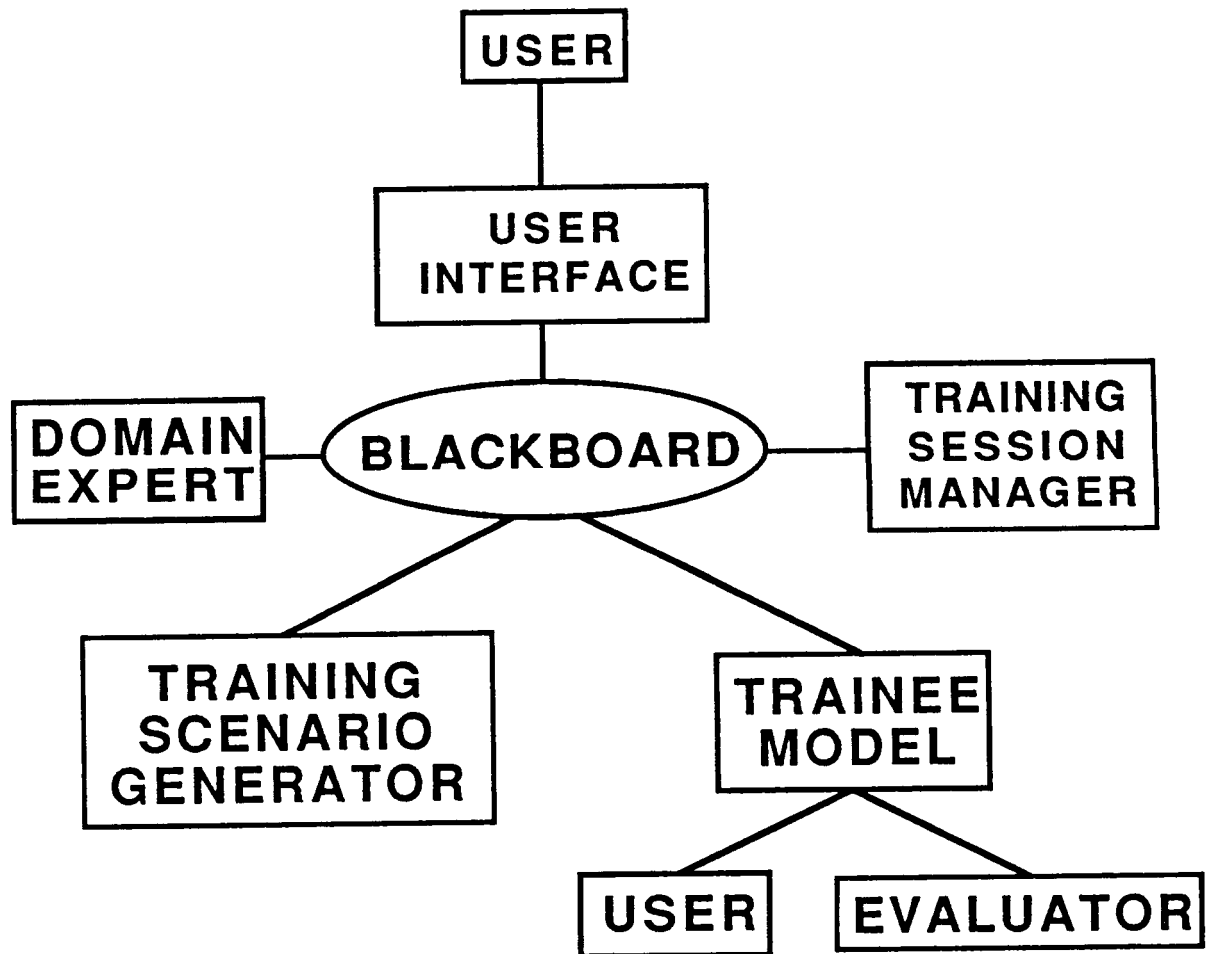 USER
USER
INTERFACE
DOMAIN
EXPERT
BLACKBOARD
TRAINING
SESSION
MANAGER
TRAINING
SCENARIO
GENERATOR
TRAINEE
MODEL
USER
EVALUATOR